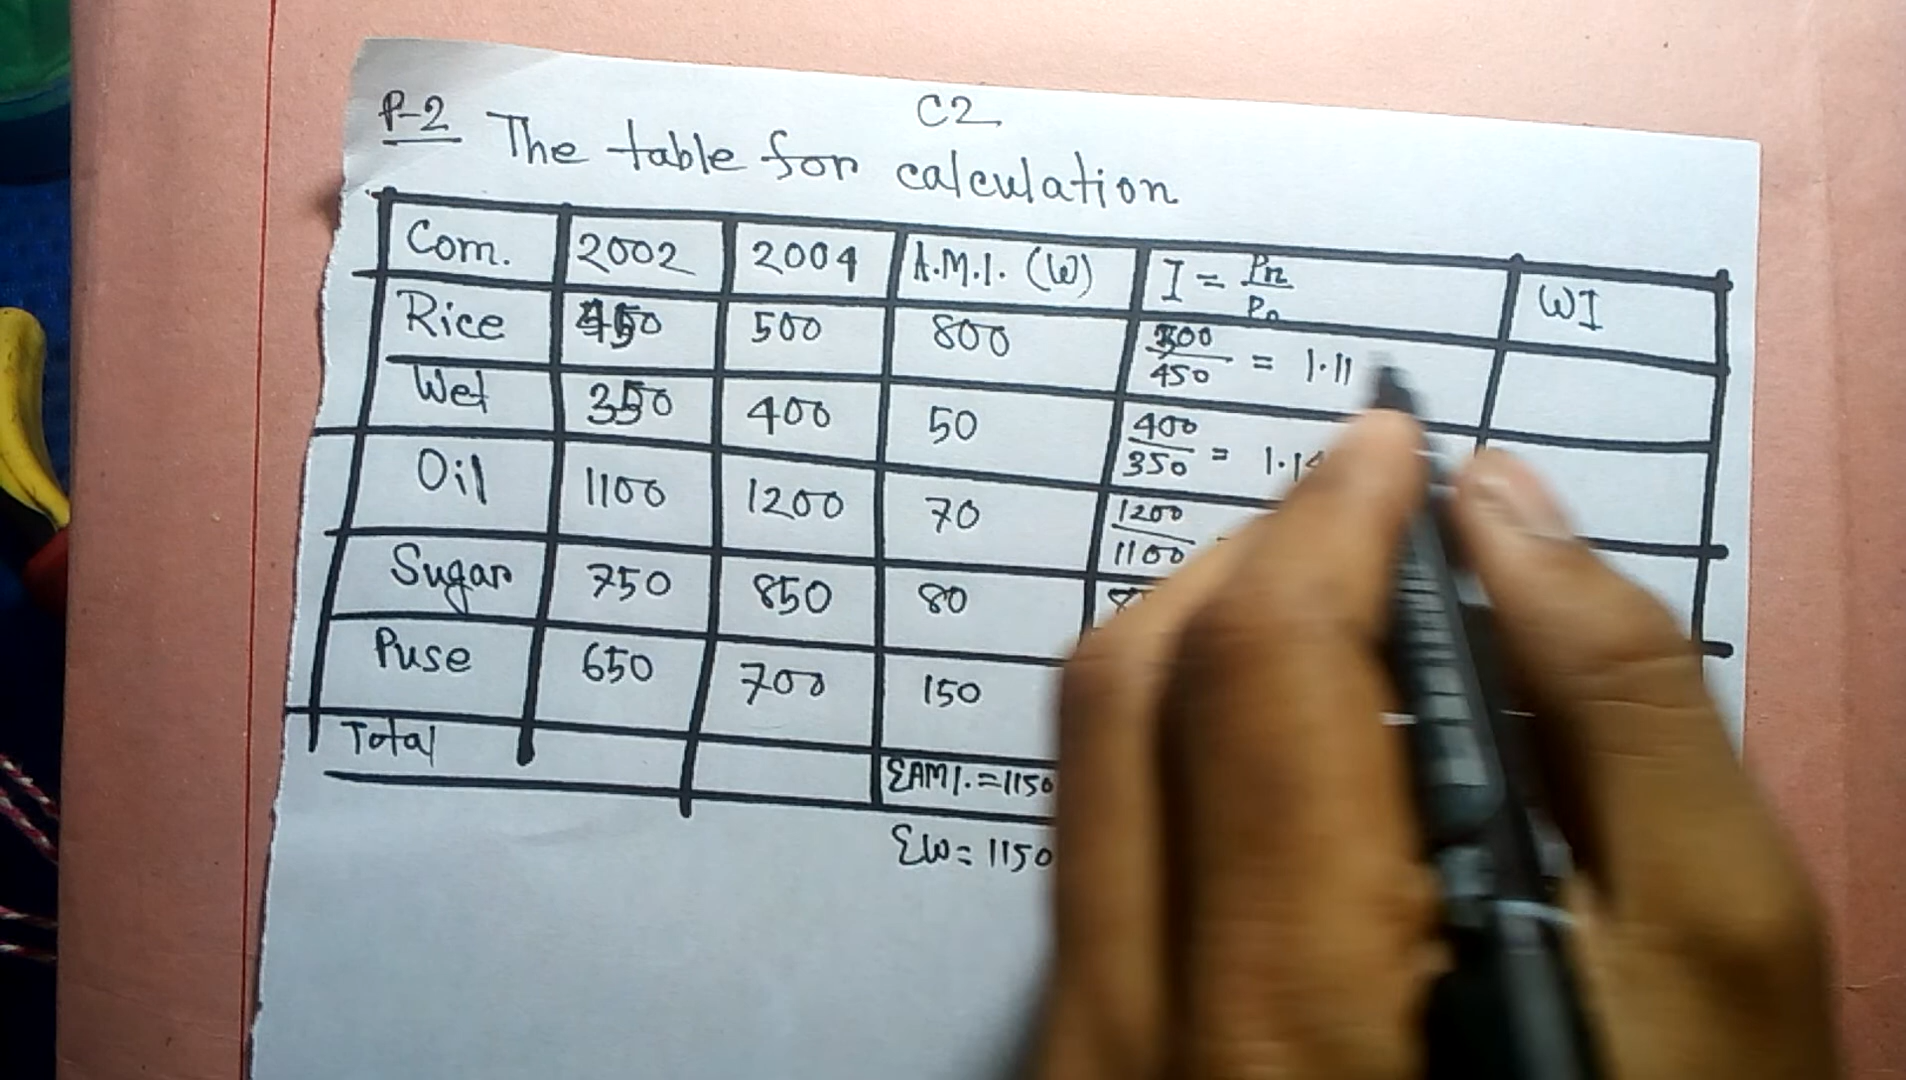 C2
P-2 The table for calculation
Com. 2002 2004 A.M.I. (W) I = Pn/Po WI
Rice 450 500 800 500/450 = 1.11
Wet 350 400 50 400/350 = 1.14
Oil 1100 1200 70 1200/1100
Sugar 750 850 80
Puse 650 700 150
Total ΣAMI.=1150
ΣW=1150